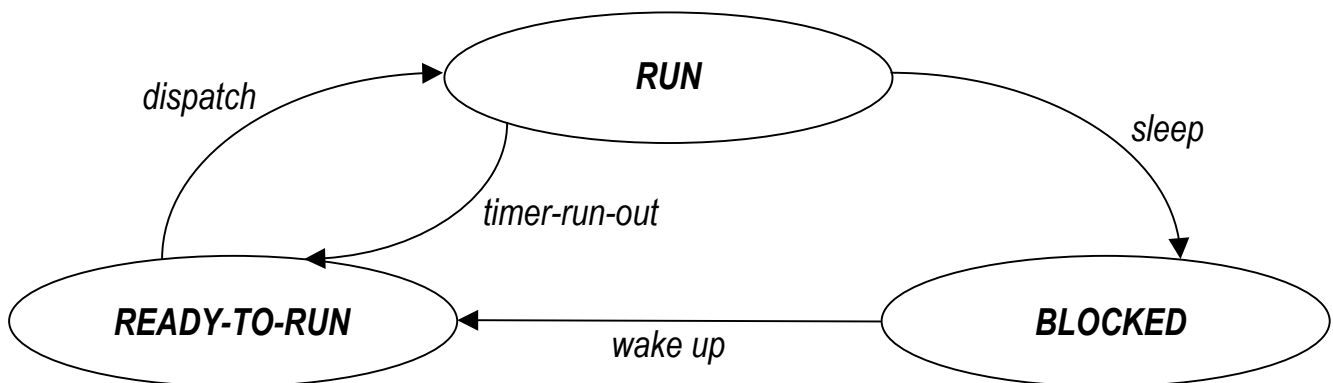 RUN
dispatch
sleep
timer-run-out
READY-TO-RUN
BLOCKED
wake up